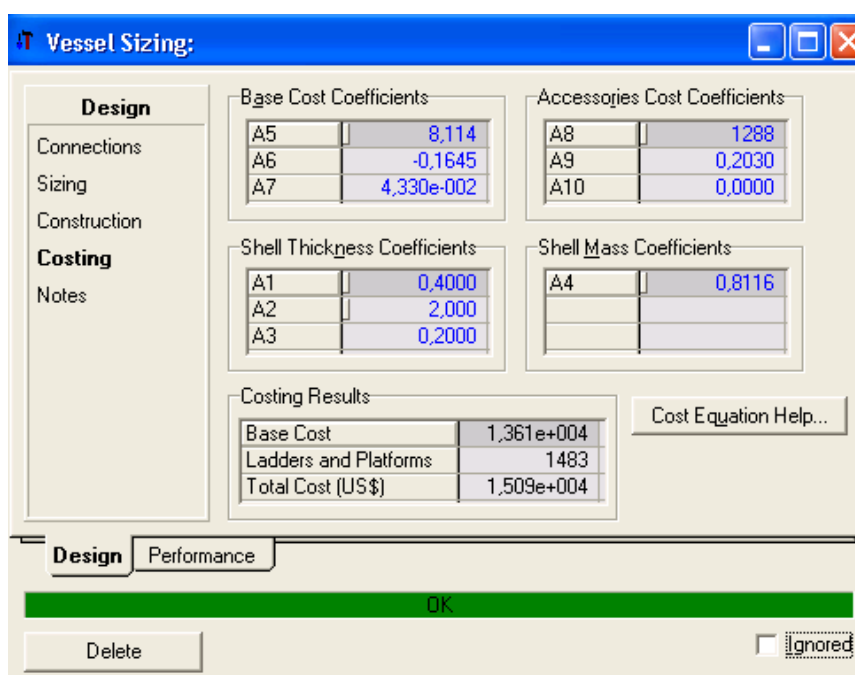 Vessel Sizing:
Design
Connections
Sizing
Construction
Costing
Notes
Base Cost Coefficients
A5 8,114
A6 -0,1645
A7 4,330e-002
Accessories Cost Coefficients
A8 1288
A9 0,2030
A10 0,0000
Shell Thickness Coefficients
A1 0,4000
A2 2,000
A3 0,2000
Shell Mass Coefficients
A4 0,8116
Costing Results
Base Cost 1,361e+004
Ladders and Platforms 1483
Total Cost (US$) 1,509e+004
Cost Equation Help...
Design Performance
OK
Delete Ignored